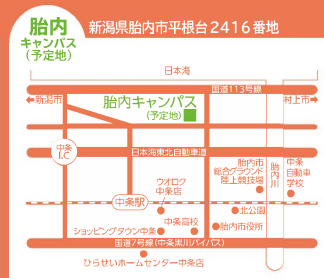 胎内
キャンパス
(予定地)
新潟県胎内市平根台2416番地
日本海
国道113号線
新潟市
村上市
胎内キャンパス
(予定地)
中条
I.C
日本海東北自動車道
胎内市
総合グラウンド
陸上競技場
胎内川
中条
自動車
学校
ウオロク
中条店
中条駅
北公園
中条高校
ショッピングタウン中条
胎内市役所
国道7号線(中条黒川バイパス)
ひらせいホームセンター中条店